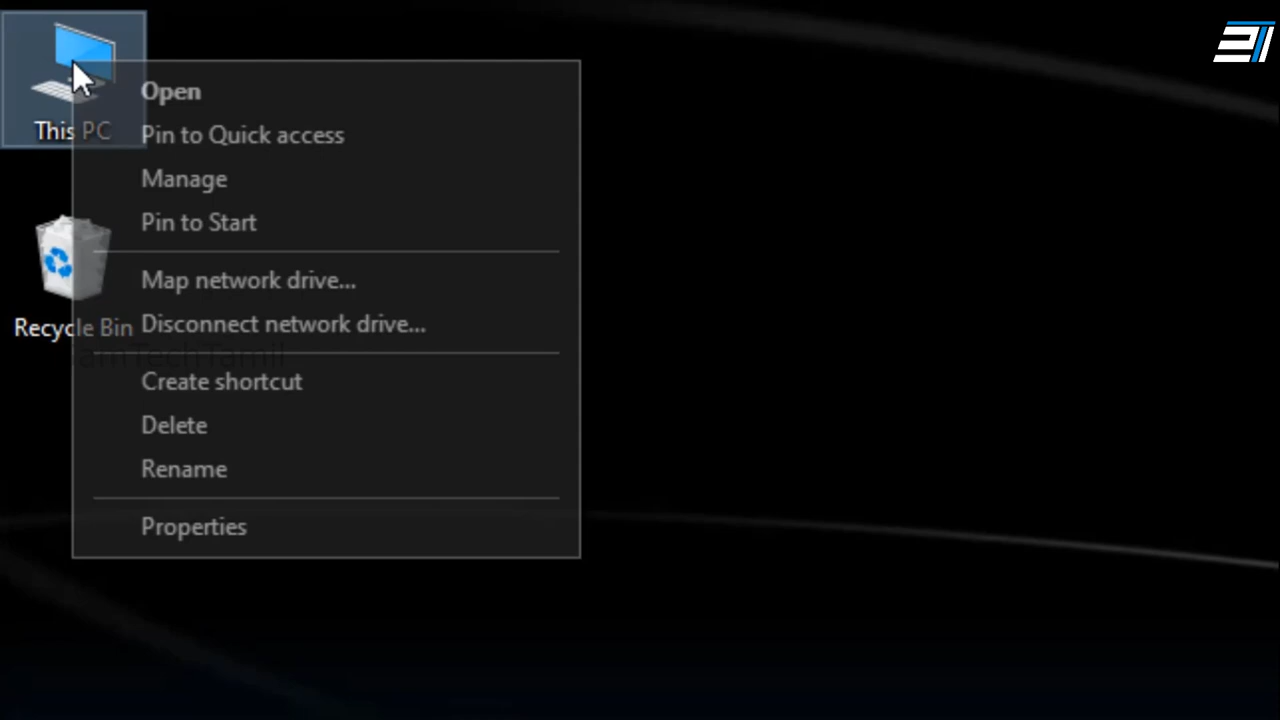 This PC
Open
Pin to Quick access
Manage
Pin to Start
Map network drive...
Recycle Bin
Disconnect network drive...
Create shortcut
Delete
Rename
Properties